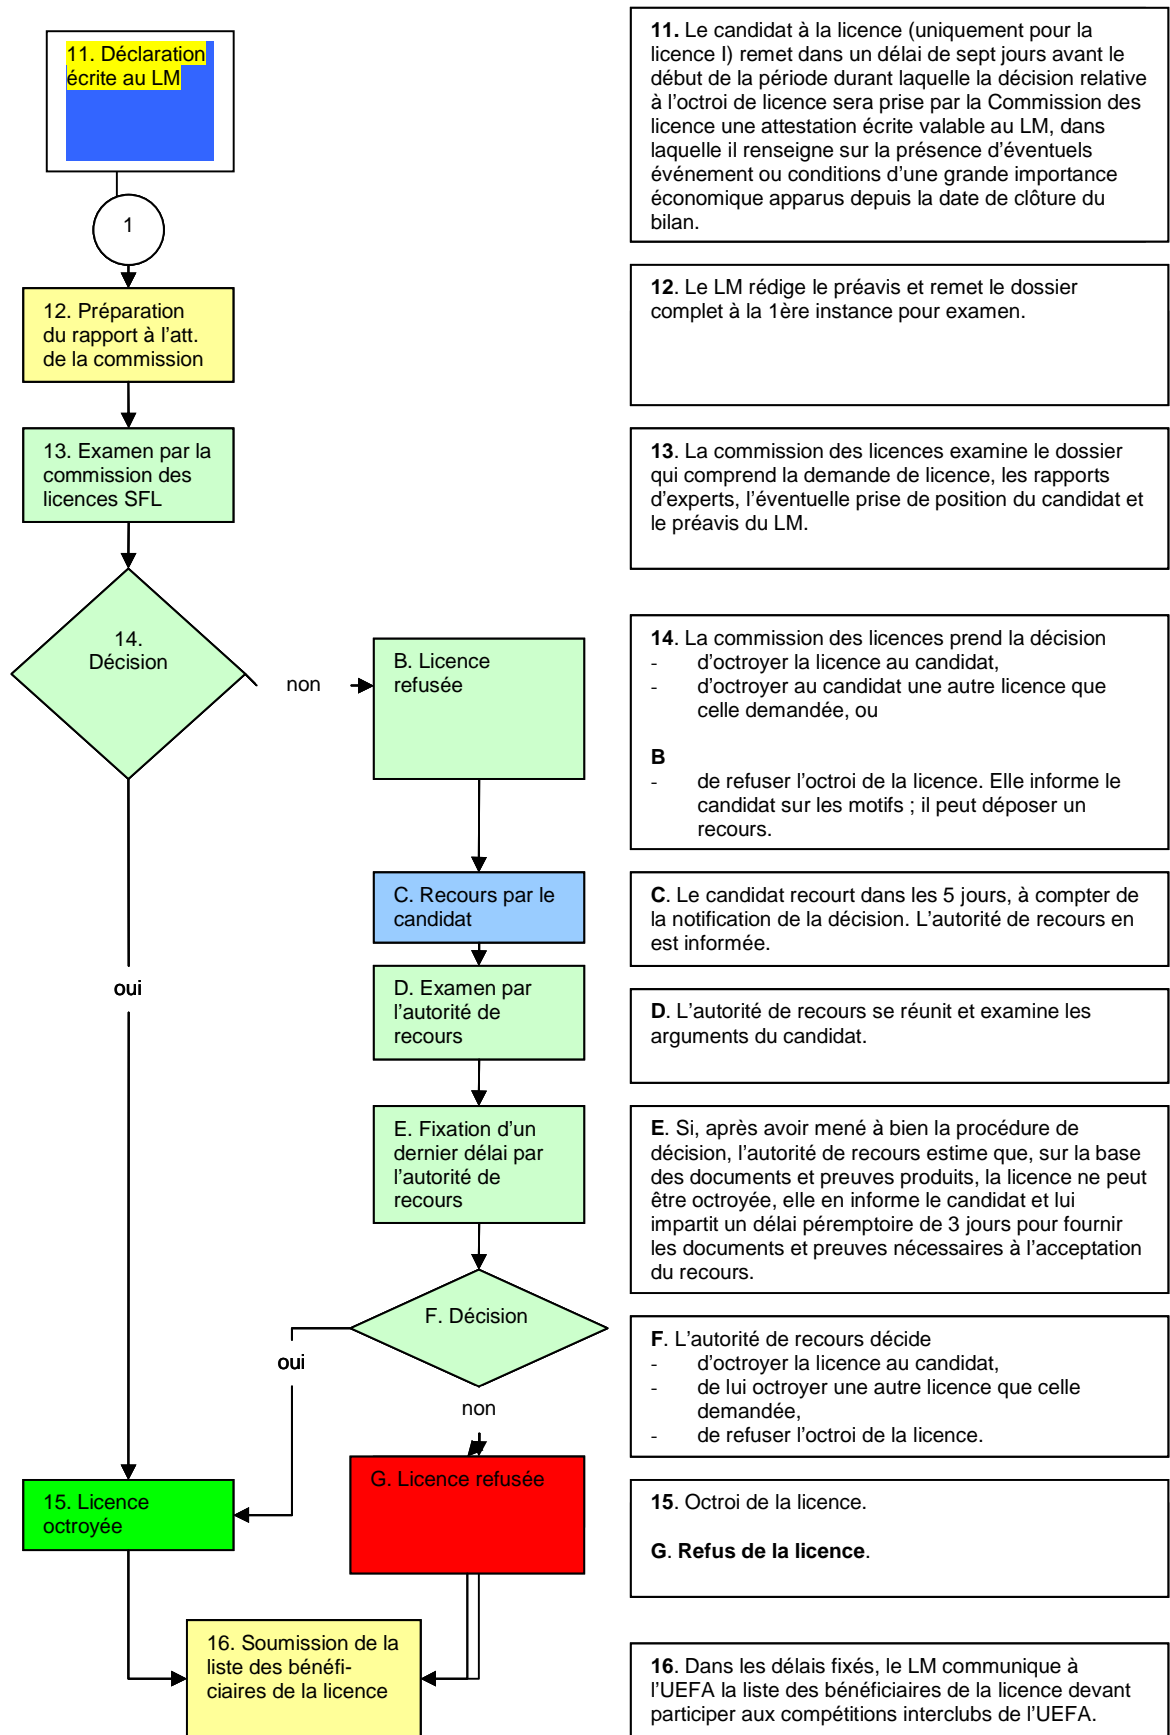 11. Déclaration
écrite au LM
11. Le candidat à la licence (uniquement pour la
licence I) remet dans un délai de sept jours avant le
début de la période durant laquelle la décision relative
à l’octroi de licence sera prise par la Commission des
licence une attestation écrite valable au LM, dans
laquelle il renseigne sur la présence d’éventuels
événement ou conditions d’une grande importance
économique apparus depuis la date de clôture du
bilan.
1
12. Préparation
du rapport à l’att.
de la commission
12. Le LM rédige le préavis et remet le dossier
complet à la 1ère instance pour examen.
13. Examen par la
commission des
licences SFL
13. La commission des licences examine le dossier
qui comprend la demande de licence, les rapports
d’experts, l’éventuelle prise de position du candidat et
le préavis du LM.
14.
Décision
non
B. Licence
refusée
14. La commission des licences prend la décision
- d’octroyer la licence au candidat,
- d’octroyer au candidat une autre licence que
celle demandée, ou
B
- de refuser l’octroi de la licence. Elle informe le
candidat sur les motifs ; il peut déposer un
recours.
C. Recours par le
candidat
C. Le candidat recourt dans les 5 jours, à compter de
la notification de la décision. L’autorité de recours en
est informée.
oui
D. Examen par
l’autorité de
recours
D. L’autorité de recours se réunit et examine les
arguments du candidat.
E. Fixation d’un
dernier délai par
l’autorité de
recours
E. Si, après avoir mené à bien la procédure de
décision, l’autorité de recours estime que, sur la base
des documents et preuves produits, la licence ne peut
être octroyée, elle en informe le candidat et lui
impartit un délai péremptoire de 3 jours pour fournir
les documents et preuves nécessaires à l’acceptation
du recours.
F. Décision
oui
non
F. L’autorité de recours décide
- d’octroyer la licence au candidat,
- de lui octroyer une autre licence que celle
demandée,
- de refuser l’octroi de la licence.
15. Licence
octroyée
G. Licence refusée
15. Octroi de la licence.
G. Refus de la licence.
16. Soumission de la
liste des bénéfi-
ciaires de la licence
16. Dans les délais fixés, le LM communique à
l’UEFA la liste des bénéficiaires de la licence devant
participer aux compétitions interclubs de l’UEFA.